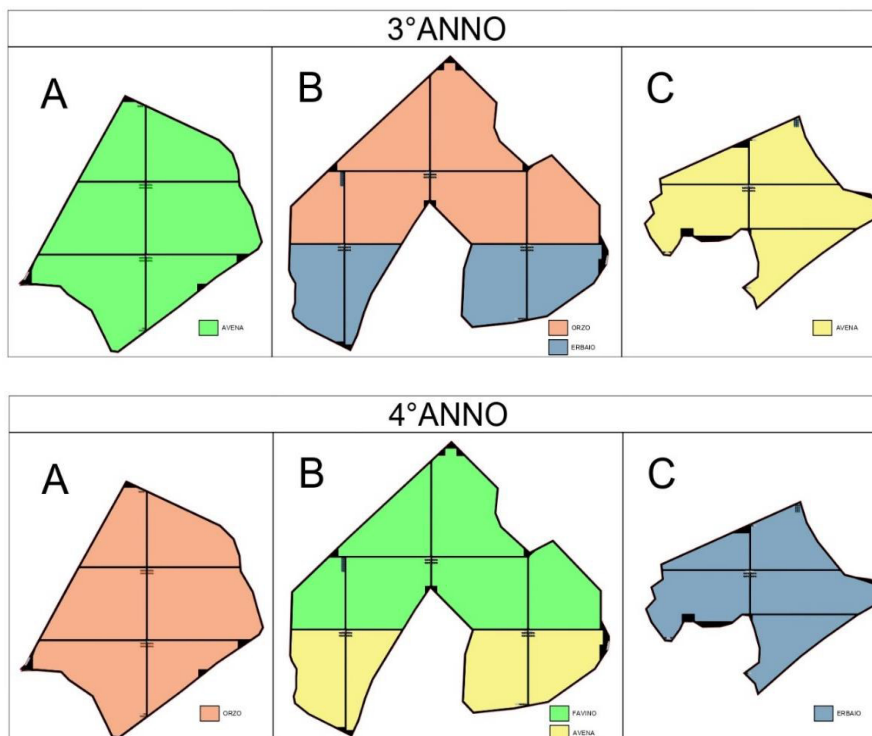 3°ANNO
A
B
C
AVENA
ORZO
ERBAIO
AVENA
4°ANNO
A
B
C
ORZO
FAVINO
AVENA
ERBAIO